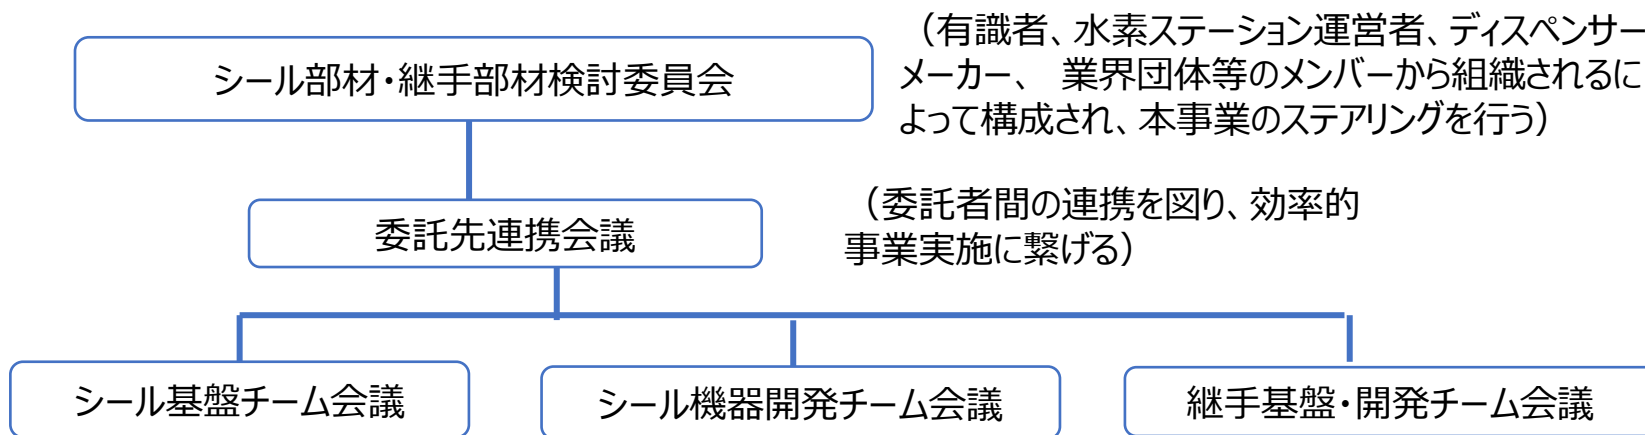 シール部材・継手部材検討委員会
（有識者、水素ステーション運営者、ディスペンサー
メーカー、 業界団体等のメンバーから組織されるに
よって構成され、本事業のステアリングを行う）
委託先連携会議
（委託者間の連携を図り、効率的
事業実施に繋げる）
シール基盤チーム会議
シール機器開発チーム会議
継手基盤・開発チーム会議